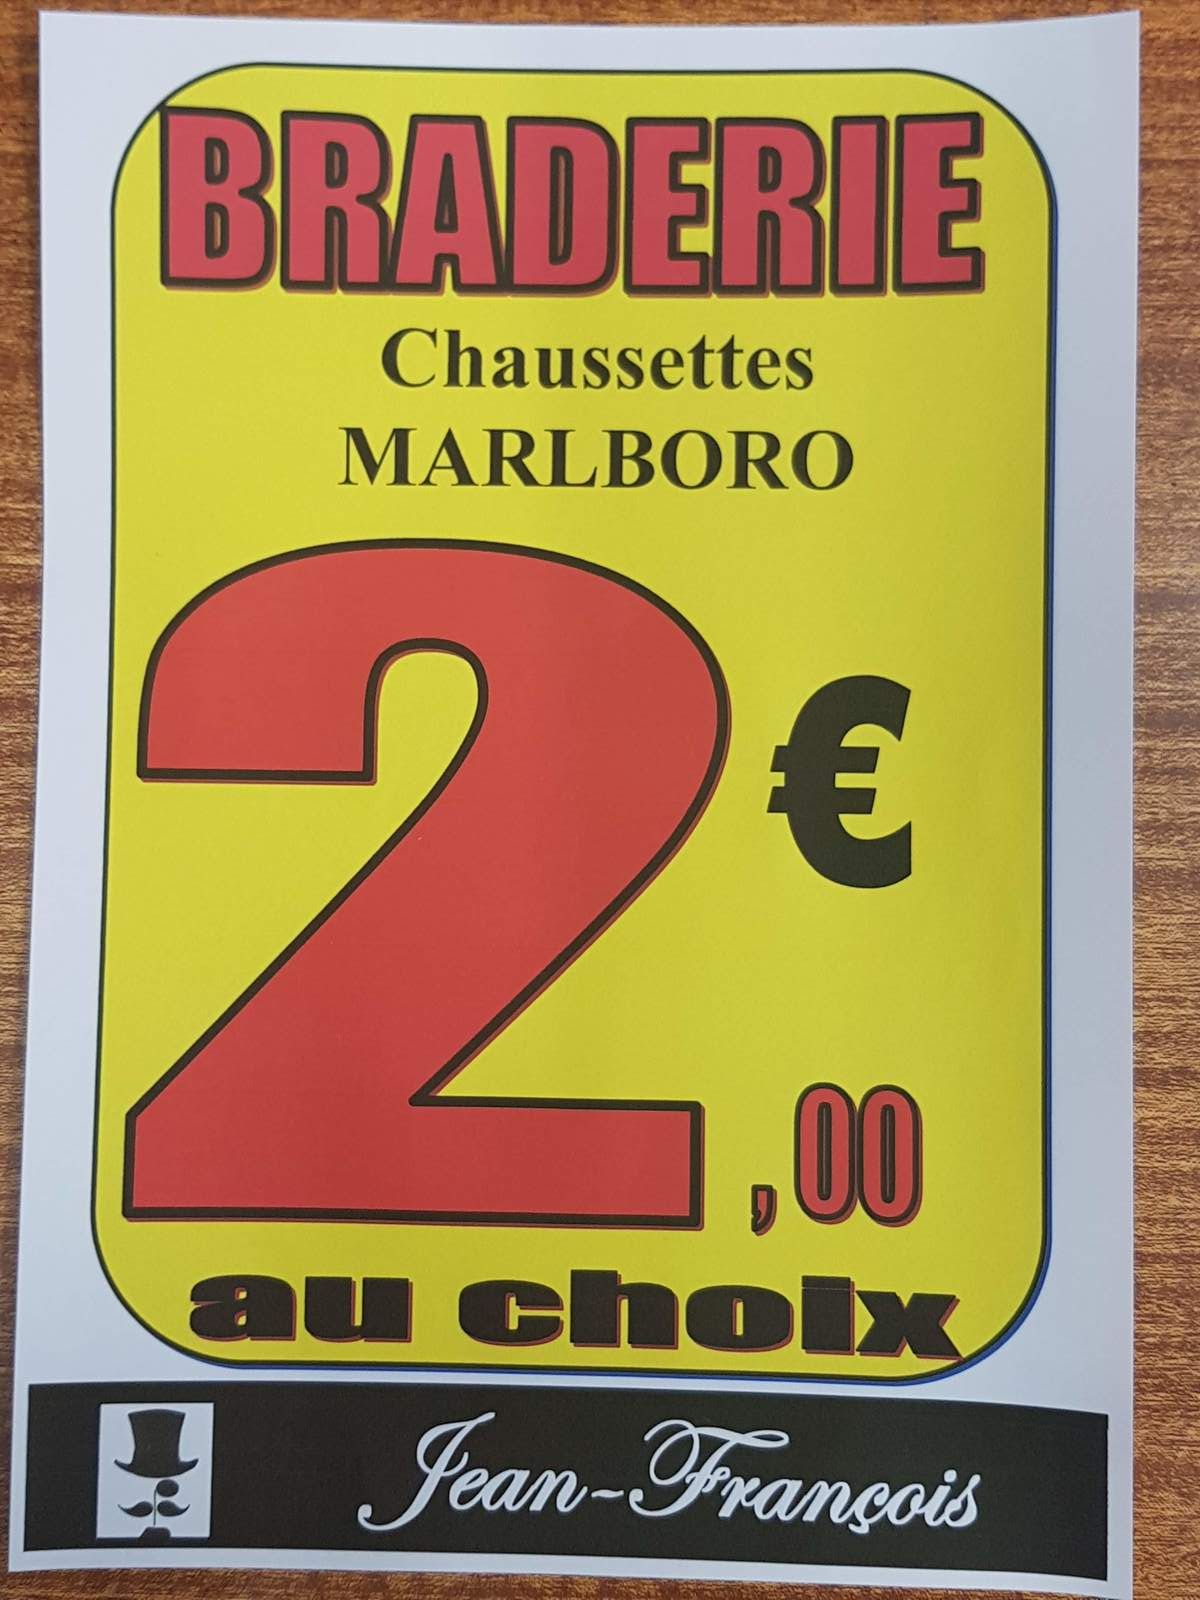 BRADERIE
Chaussettes
MARLBORO
2 €
,00
au choix
Jean-François